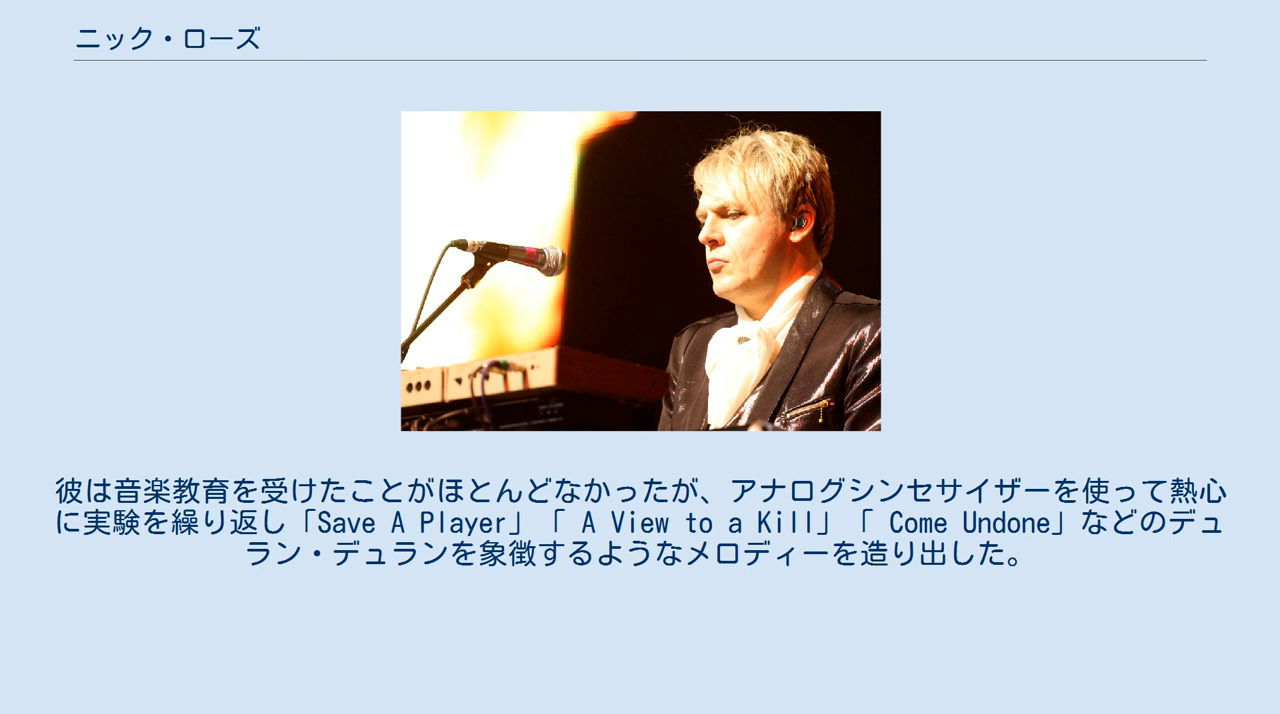 ニック・ローズ
彼は音楽教育を受けたことがほとんどなかったが、アナログシンセサイザーを使って熱心
に実験を繰り返し「Save A Player」「 A View to a Kill」「 Come Undone」などのデュ
ラン・デュランを象徴するようなメロディーを造り出した。